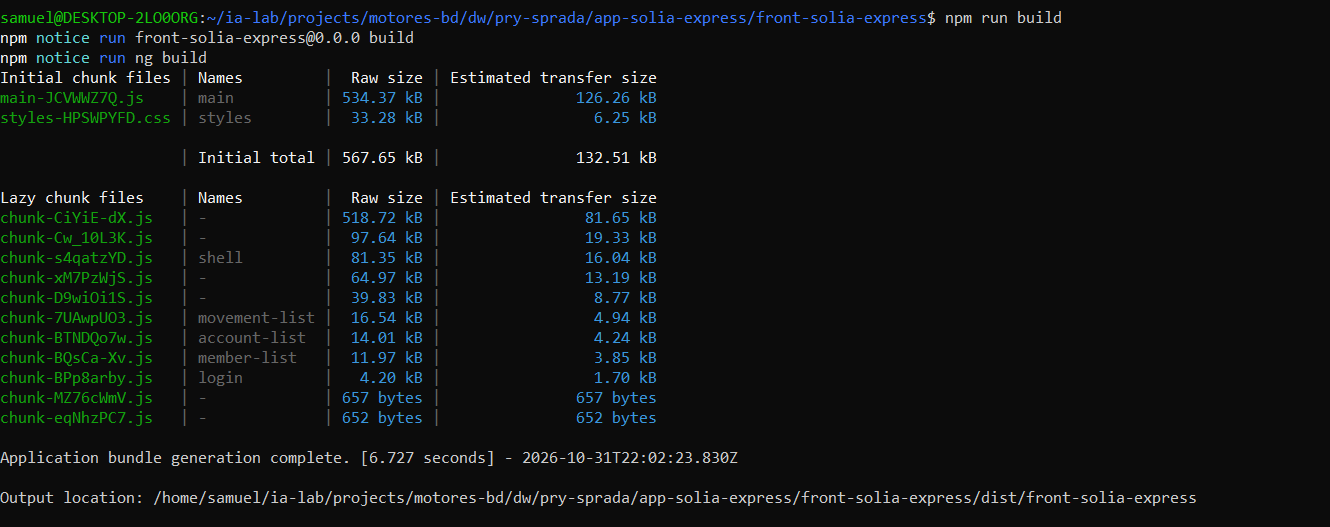 samuel@DESKTOP-2LO0ORG:~/ia-lab/projects/motores-bd/dw/pry-sprada/app-solia-express/front-solia-express$ npm run build
npm notice run front-solia-express@0.0.0 build
npm notice run ng build
Initial chunk files | Names | Raw size | Estimated transfer size
main-JCVWWZ7Q.js | main | 534.37 kB | 126.26 kB
styles-HPSWPYFD.css | styles | 33.28 kB | 6.25 kB
| Initial total | 567.65 kB | 132.51 kB
Lazy chunk files | Names | Raw size | Estimated transfer size
chunk-CiYiE-dX.js | - | 518.72 kB | 81.65 kB
chunk-Cw_10L3K.js | - | 97.64 kB | 19.33 kB
chunk-s4qatzYD.js | shell | 81.35 kB | 16.04 kB
chunk-xM7PzWjS.js | - | 64.97 kB | 13.19 kB
chunk-D9wiOi1S.js | - | 39.83 kB | 8.77 kB
chunk-7UAwpUO3.js | movement-list | 16.54 kB | 4.94 kB
chunk-BTNDQo7w.js | account-list | 14.01 kB | 4.24 kB
chunk-BQsCa-Xv.js | member-list | 11.97 kB | 3.85 kB
chunk-BPp8arby.js | login | 4.20 kB | 1.70 kB
chunk-MZ76cWmV.js | - | 657 bytes | 657 bytes
chunk-eqNhzPC7.js | - | 652 bytes | 652 bytes
Application bundle generation complete. [6.727 seconds] - 2026-10-31T22:02:23.830Z
Output location: /home/samuel/ia-lab/projects/motores-bd/dw/pry-sprada/app-solia-express/front-solia-express/dist/front-solia-express